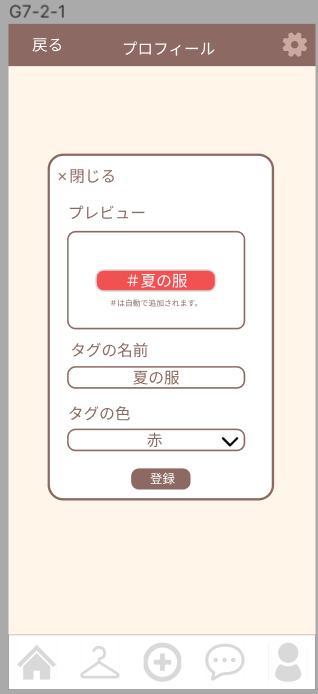 G7-2-1
戻る
プロフィール
×閉じる
プレビュー
#夏の服
#は自動で追加されます。
タグの名前
夏の服
タグの色
赤
登録